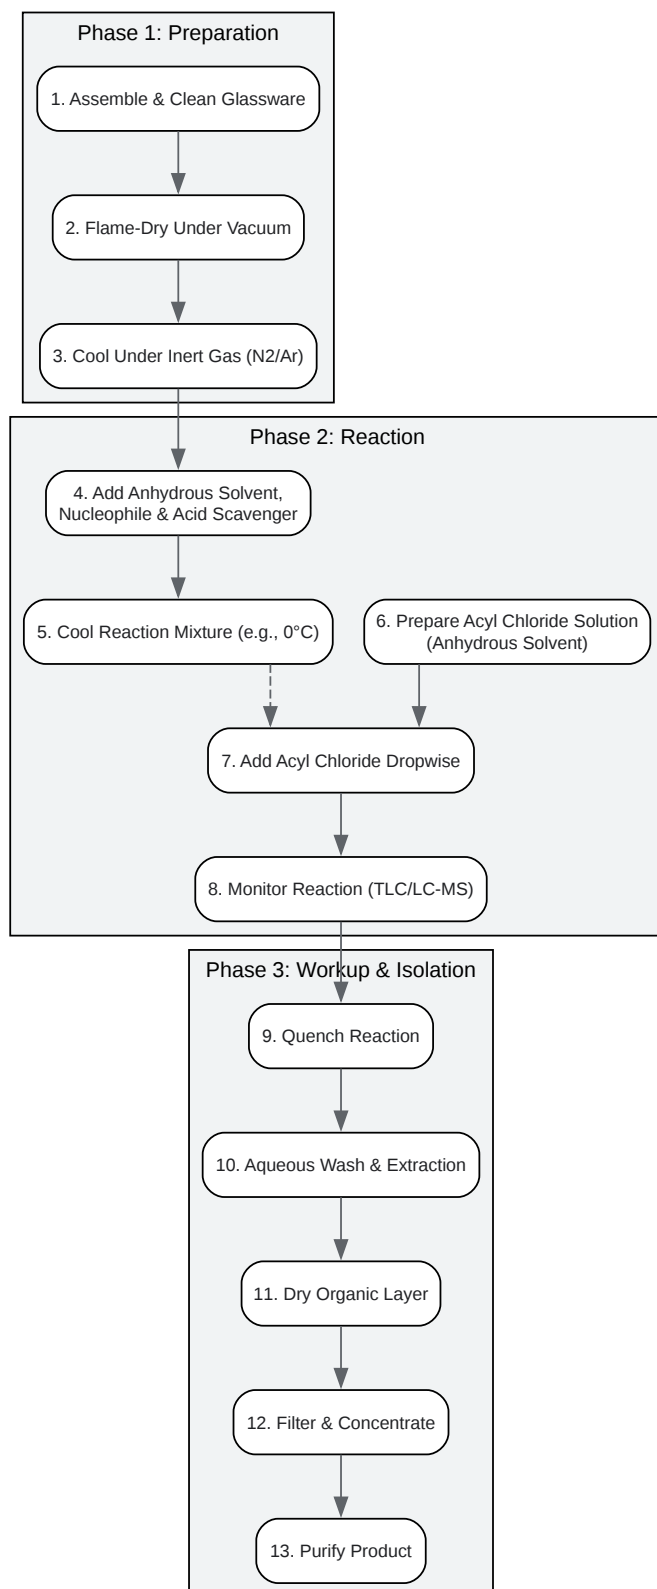 Phase 1: Preparation
1. Assemble & Clean Glassware
2. Flame-Dry Under Vacuum
3. Cool Under Inert Gas (N2/Ar)
Phase 2: Reaction
4. Add Anhydrous Solvent,
Nucleophile & Acid Scavenger
5. Cool Reaction Mixture (e.g., 0°C)
6. Prepare Acyl Chloride Solution
(Anhydrous Solvent)
7. Add Acyl Chloride Dropwise
8. Monitor Reaction (TLC/LC-MS)
Phase 3: Workup & Isolation
9. Quench Reaction
10. Aqueous Wash & Extraction
11. Dry Organic Layer
12. Filter & Concentrate
13. Purify Product